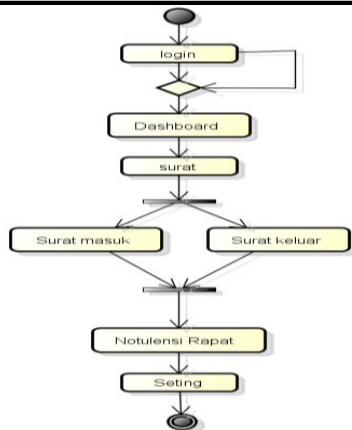 login
Dashboard
surat
Surat masuk
Surat keluar
Notulensi Rapat
Seting